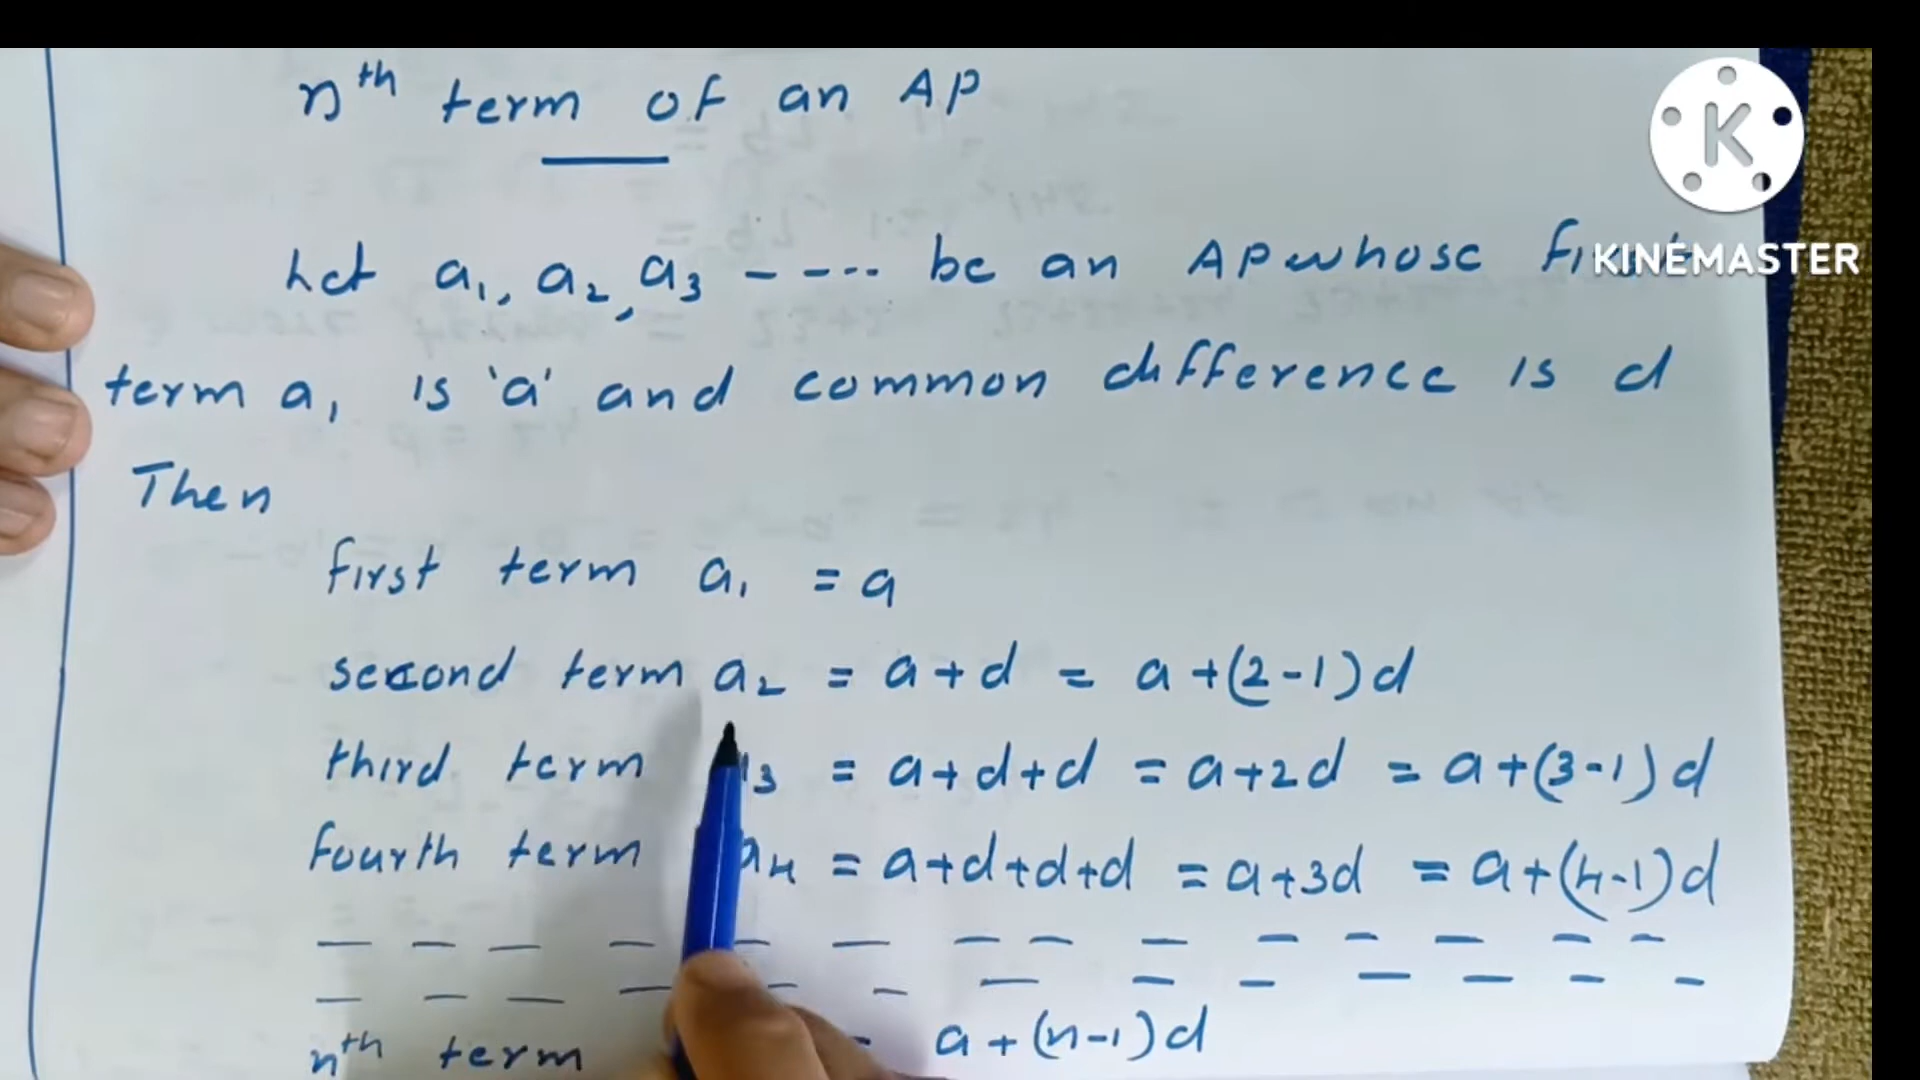 nth term of an AP
K
Let a1, a2, a3 - - - - - be an AP whose
KINEMASTER
term a1 is 'a' and common difference is d
Then
first term a1 = a
second term a2 = a+d = a+(2-1)d
third term 3 = a+d+d = a+2d = a+(3-1)d
fourth term a4 = a+d+d+d = a+3d = a+(4-1)d
nth term = a+(n-1)d